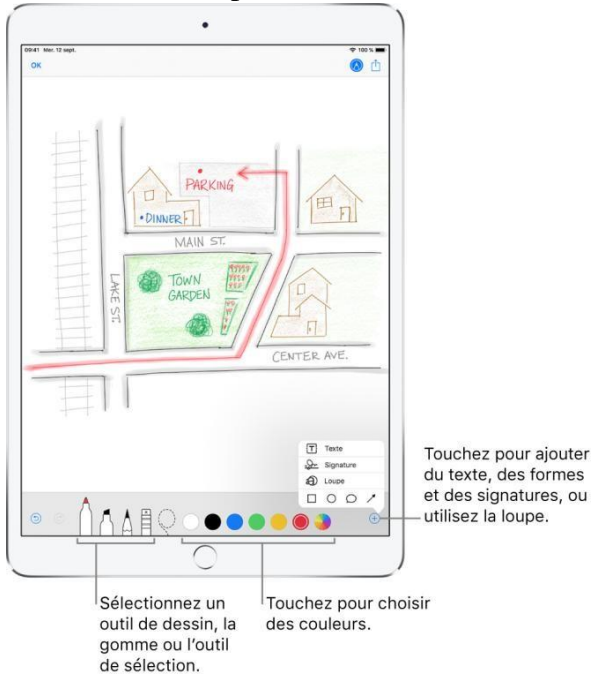 09:41 Mer. 12 sept.
100 %
OK
PARKING
• DINNER
MAIN ST.
LAKE ST.
TOWN
GARDEN
CENTER AVE.
Texte
Signature
Loupe
Touchez pour ajouter
du texte, des formes
et des signatures, ou
utilisez la loupe.
Sélectionnez un
outil de dessin, la
gomme ou l’outil
de sélection.
Touchez pour choisir
des couleurs.